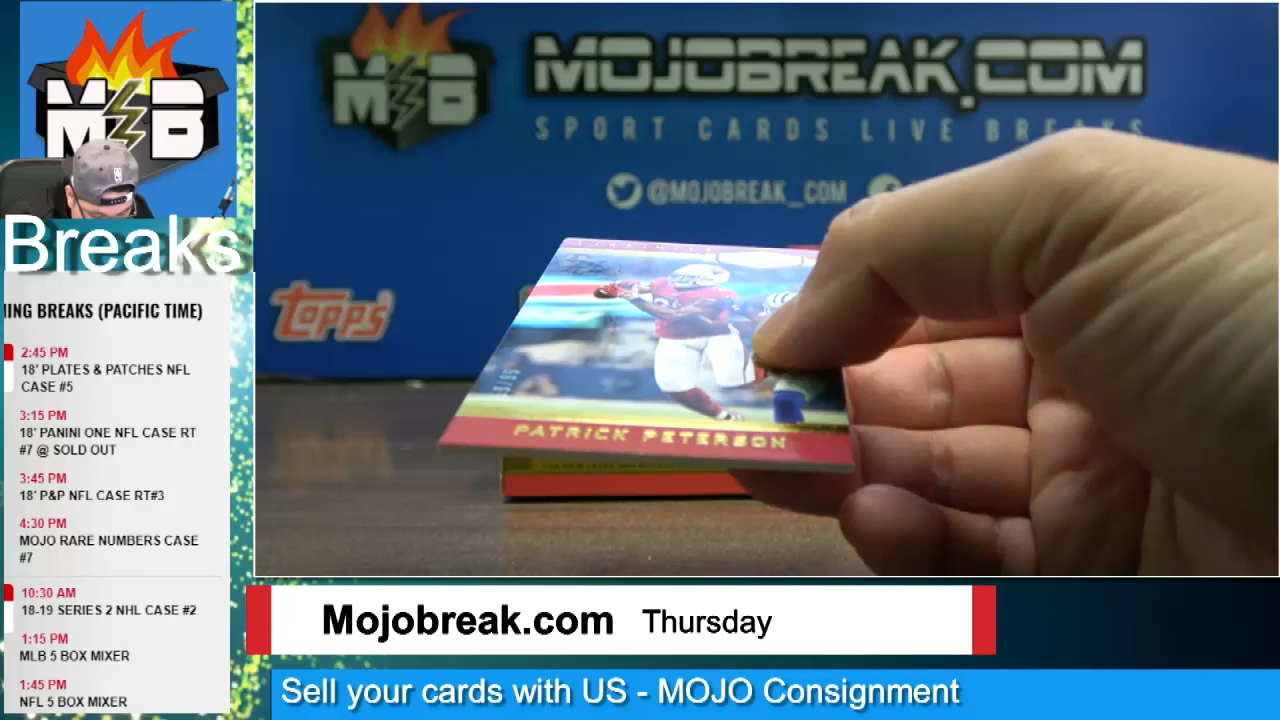 MB
MOJOBREAK.COM
SPORT CARDS LIVE BREAKS
@MOJOBREAK_COM
MB
Breaks
ING BREAKS (PACIFIC TIME)
2:45 PM
18' PLATES & PATCHES NFL
CASE #5
3:15 PM
18' PANINI ONE NFL CASE RT
#7 @ SOLD OUT
3:45 PM
18' P&P NFL CASE RT#3
4:30 PM
MOJO RARE NUMBERS CASE
#7
10:30 AM
18-19 SERIES 2 NHL CASE #2
1:15 PM
MLB 5 BOX MIXER
1:45 PM
NFL 5 BOX MIXER
topps
PATRICK PETERSON
Mojobreak.com Thursday
Sell your cards with US - MOJO Consignment